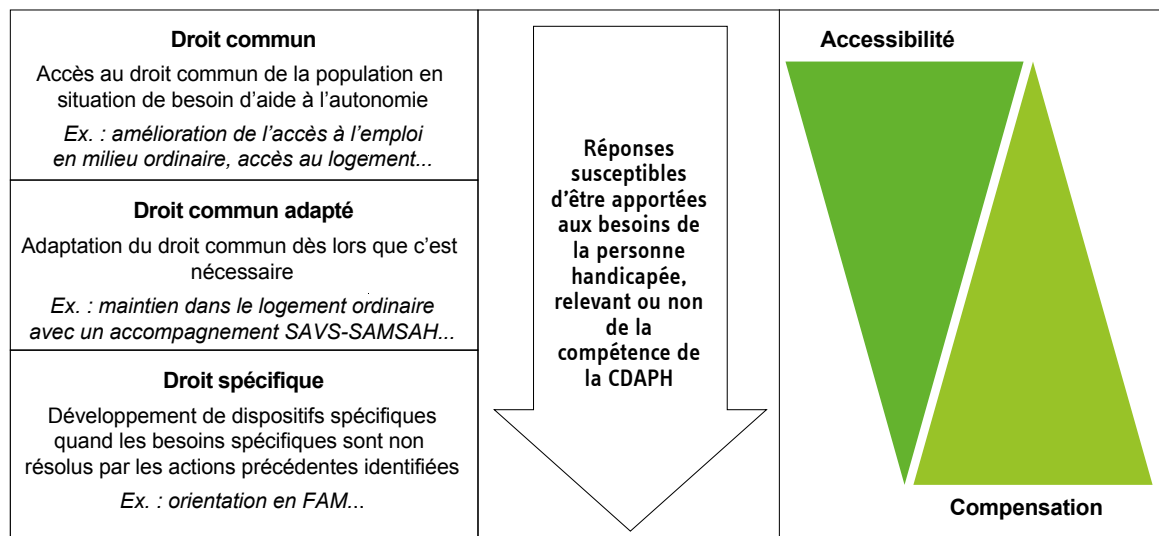 Droit commun
Accès au droit commun de la population en
situation de besoin d'aide à l'autonomie
Ex. : amélioration de l'accès à l'emploi
en milieu ordinaire, accès au logement...
Droit commun adapté
Adaptation du droit commun dès lors que c'est
nécessaire
Ex. : maintien dans le logement ordinaire
avec un accompagnement SAVS-SAMSAH...
Droit spécifique
Développement de dispositifs spécifiques
quand les besoins spécifiques sont non
résolus par les actions précédentes identifiées
Ex. : orientation en FAM...
Réponses
susceptibles
d'être apportées
aux besoins de
la personne
handicapée,
relevant ou non
de la
compétence de
la CDAPH
Accessibilité
Compensation